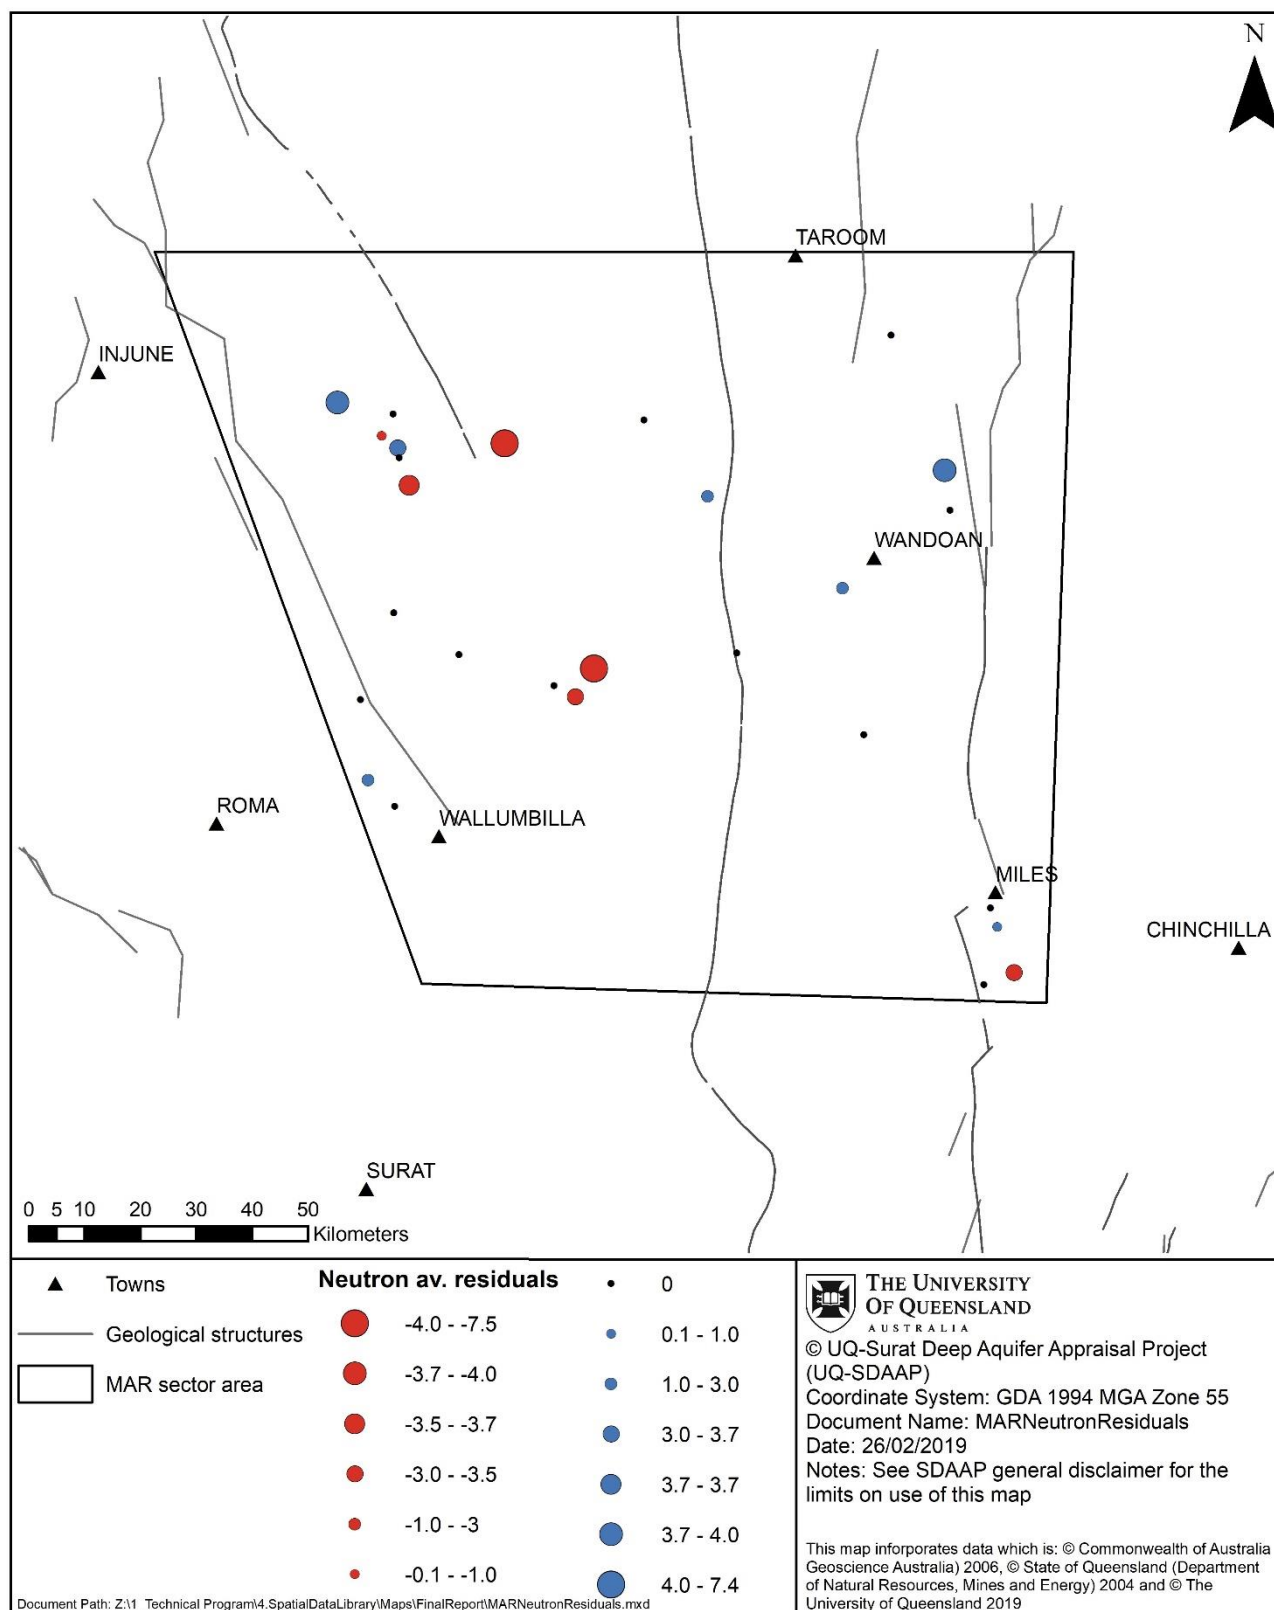 N
TAROOM
INJUNE
WANDOAN
ROMA
WALLUMBILLA
MILES
CHINCHILLA
SURAT
0 5 10 20 30 40 50
Kilometers
Towns
Geological structures
MAR sector area
Neutron av. residuals
-4.0 - -7.5
-3.7 - -4.0
-3.5 - -3.7
-3.0 - -3.5
-1.0 - -3
-0.1 - -1.0
0
0.1 - 1.0
1.0 - 3.0
3.0 - 3.7
3.7 - 3.7
3.7 - 4.0
4.0 - 7.4
Document Path: Z:\1_Technical Program\4.SpatialDataLibrary\Maps\FinalReport\MARNeutronResiduals.mxd
THE UNIVERSITY
OF QUEENSLAND
AUSTRALIA
© UQ-Surat Deep Aquifer Appraisal Project
(UQ-SDAAP)
Coordinate System: GDA 1994 MGA Zone 55
Document Name: MARNeutronResiduals
Date: 26/02/2019
Notes: See SDAAP general disclaimer for the
limits on use of this map
This map inforporates data which is: © Commonwealth of Australia
Geoscience Australia) 2006, © State of Queensland (Department
of Natural Resources, Mines and Energy) 2004 and © The
University of Queensland 2019